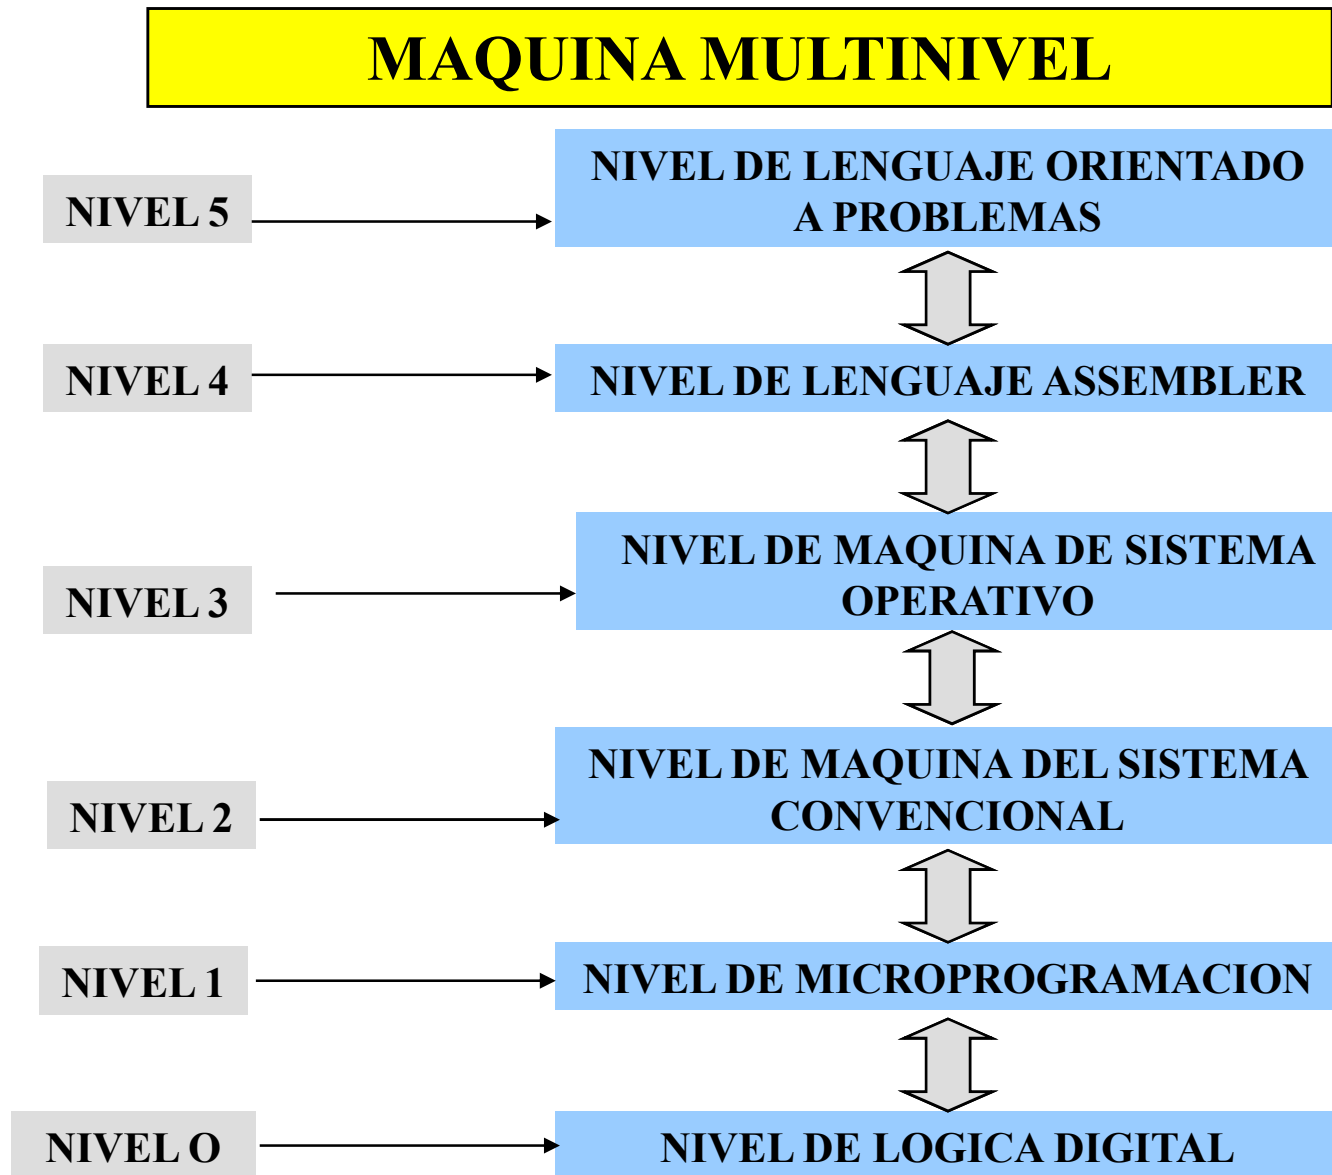 MAQUINA MULTINIVEL
NIVEL 5
NIVEL DE LENGUAJE ORIENTADO
A PROBLEMAS
NIVEL 4
NIVEL DE LENGUAJE ASSEMBLER
NIVEL 3
NIVEL DE MAQUINA DE SISTEMA
OPERATIVO
NIVEL 2
NIVEL DE MAQUINA DEL SISTEMA
CONVENCIONAL
NIVEL 1
NIVEL DE MICROPROGRAMACION
NIVEL O
NIVEL DE LOGICA DIGITAL